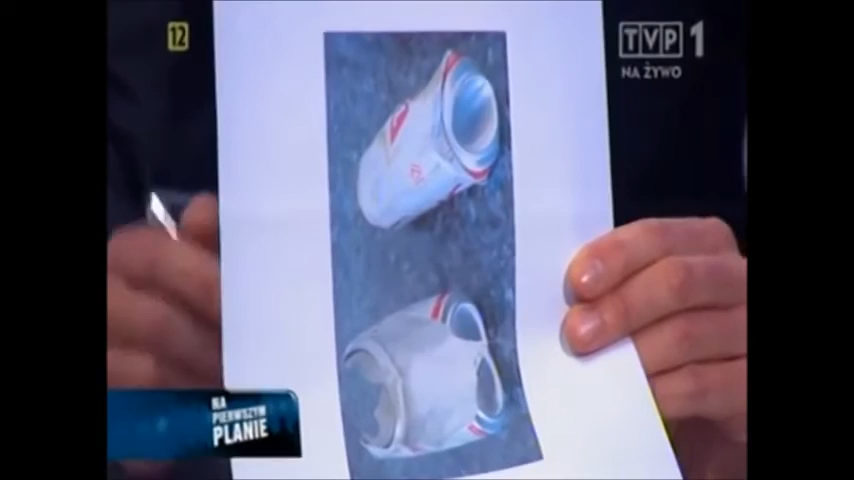 12
TVP 1
NA ŻYWO
NA
PIERWSZYM
PLANIE